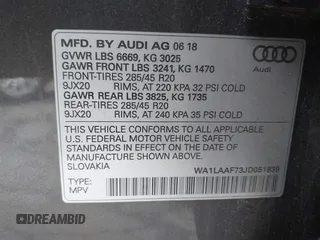 MFD. BY AUDI AG 06 18
GVWR LBS 6669, KG 3025
GAWR FRONT LBS 3241, KG 1470
FRONT-TIRES 285/45 R20
9JX20 RIMS, AT 220 KPA 32 PSI COLD
GAWR REAR LBS 3825, KG 1735
REAR-TIRES 285/45 R20
9JX20 RIMS, AT 240 KPA 35 PSI COLD
Audi
THIS VEHICLE CONFORMS TO ALL APPLICABLE
U.S. FEDERAL MOTOR VEHICLE SAFETY STANDARDS
IN EFFECT ON THE
DATE OF MANUFACTURE SHOWN ABOVE.
SLOVAKIA
TYPE:
MPV
DREAMBID